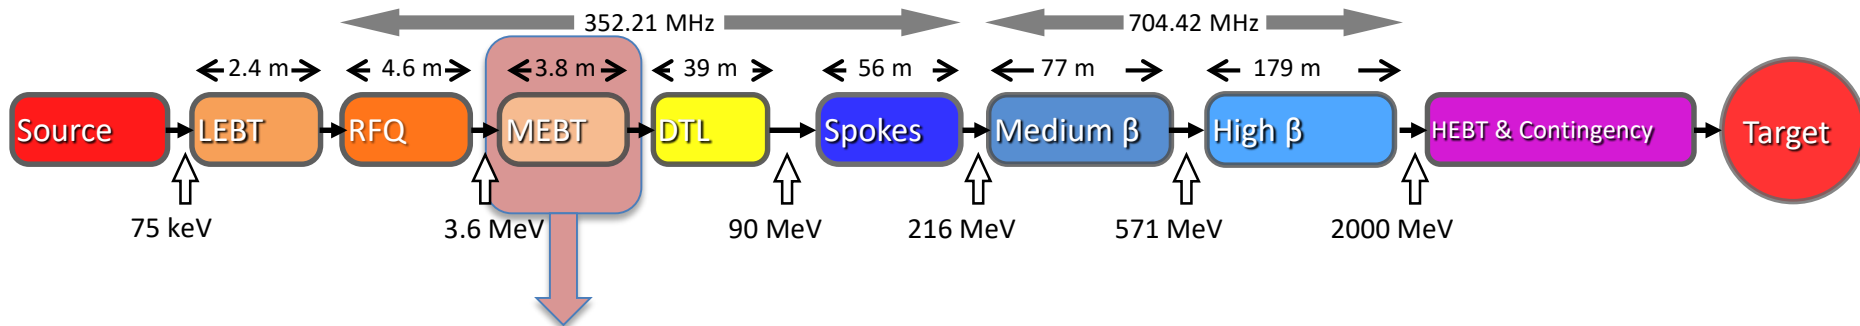 352.21 MHz
704.42 MHz
2.4 m
4.6 m
3.8 m
39 m
56 m
77 m
179 m
Source
LEBT
RFQ
MEBT
DTL
Spokes
Medium β
High β
HEBT & Contingency
Target
75 keV
3.6 MeV
90 MeV
216 MeV
571 MeV
2000 MeV